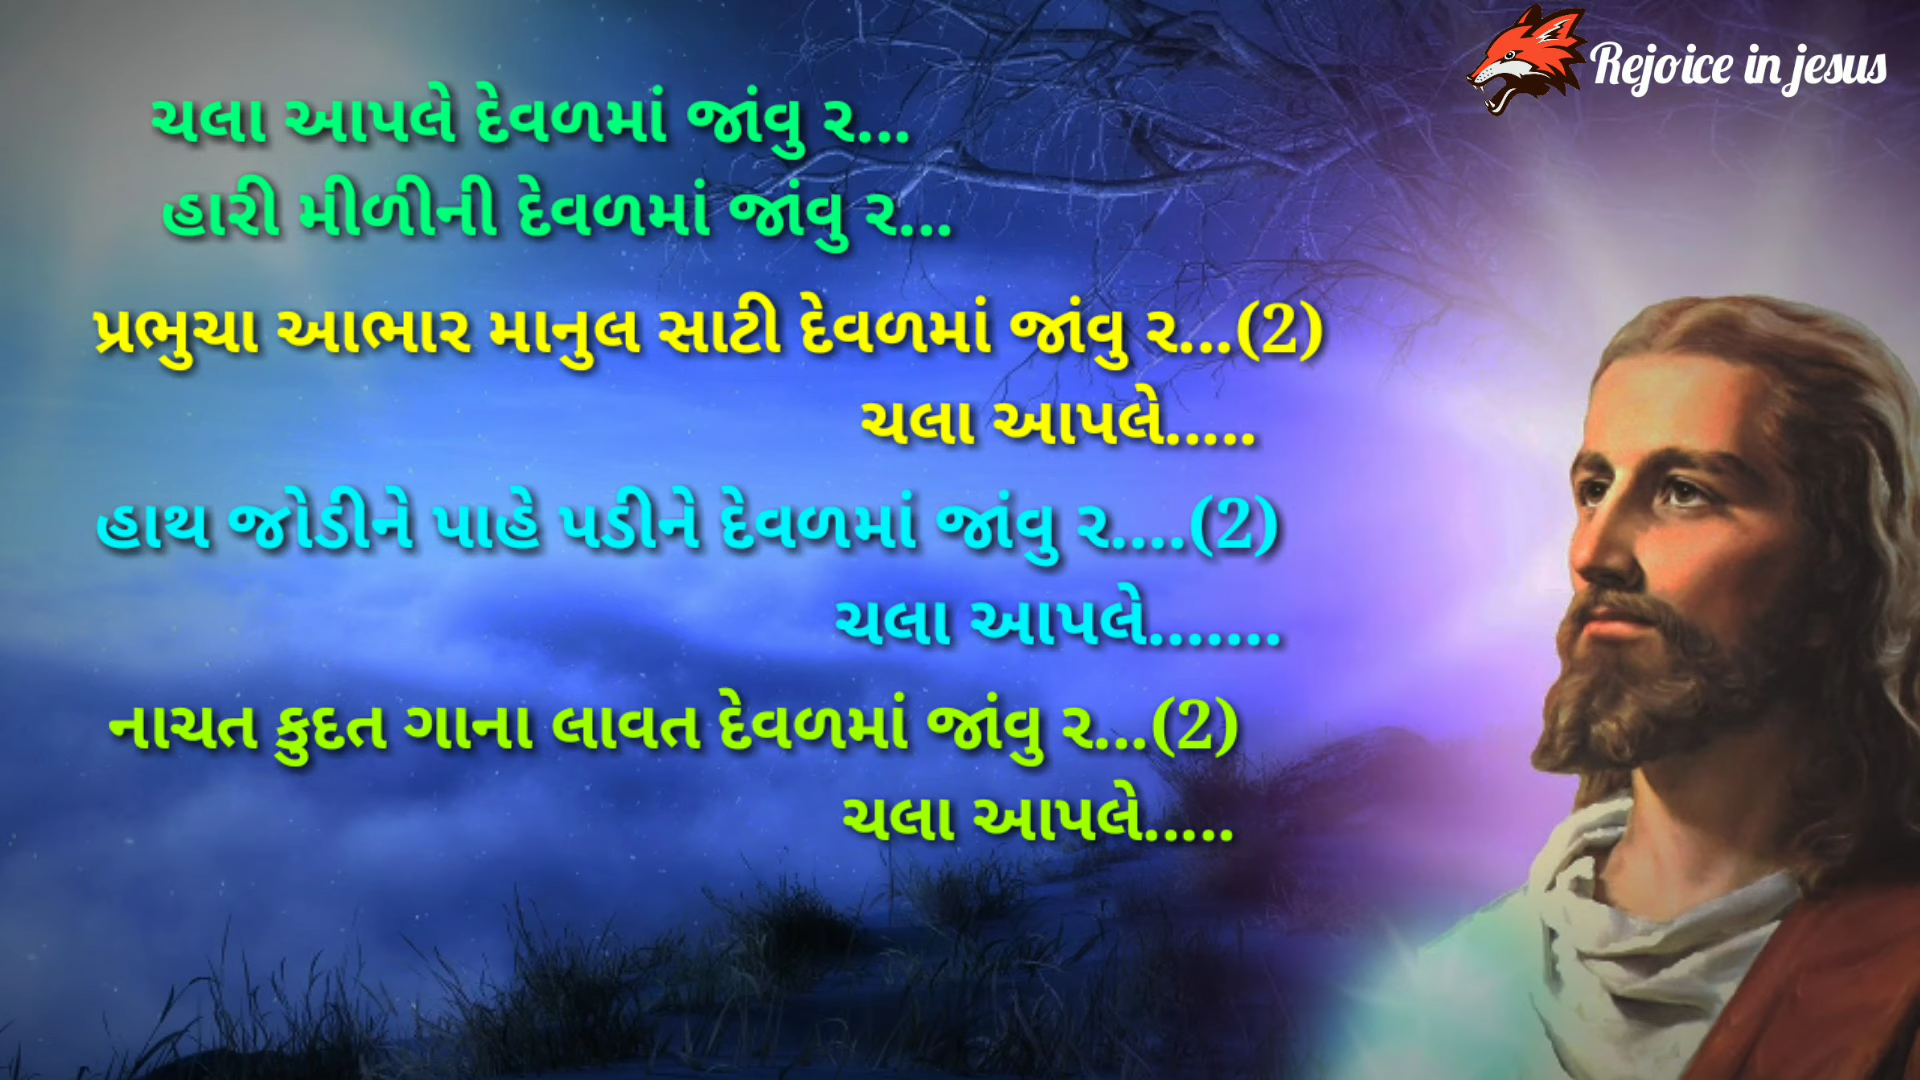 Rejoice in jesus
ચલા આપલે દેવળમાં જાંવુ ર...
હારી મીળીની દેવળમાં જાંવુ ર...
પ્રભુચા આભાર માનુલ સાટી દેવળમાં જાંવુ ર...(2)
ચલા આપલે.....
હાથ જોડીને પાહે પડીને દેવળમાં જાંવુ ર....(2)
ચલા આપલે.......
નાચત કુદત ગાના લાવત દેવળમાં જાંવુ ર...(2)
ચલા આપલે.....